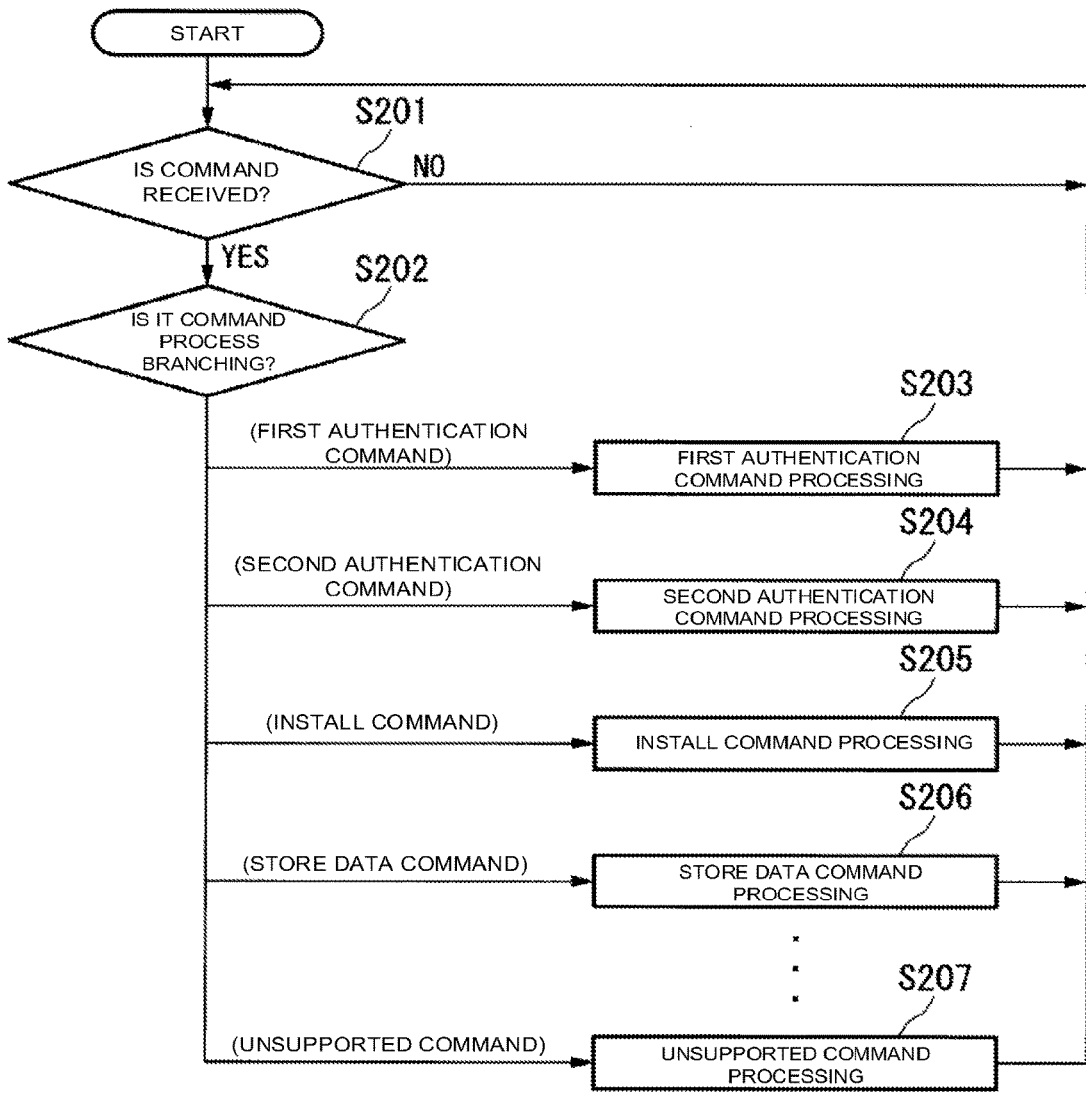 START
S201
IS COMMAND
RECEIVED?
NO
YES
S202
IS IT COMMAND
PROCESS
BRANCHING?
S203
(FIRST AUTHENTICATION
COMMAND)
FIRST AUTHENTICATION
COMMAND PROCESSING
S204
(SECOND AUTHENTICATION
COMMAND)
SECOND AUTHENTICATION
COMMAND PROCESSING
S205
(INSTALL COMMAND)
INSTALL COMMAND PROCESSING
S206
(STORE DATA COMMAND)
STORE DATA COMMAND
PROCESSING
S207
(UNSUPPORTED COMMAND)
UNSUPPORTED COMMAND
PROCESSING